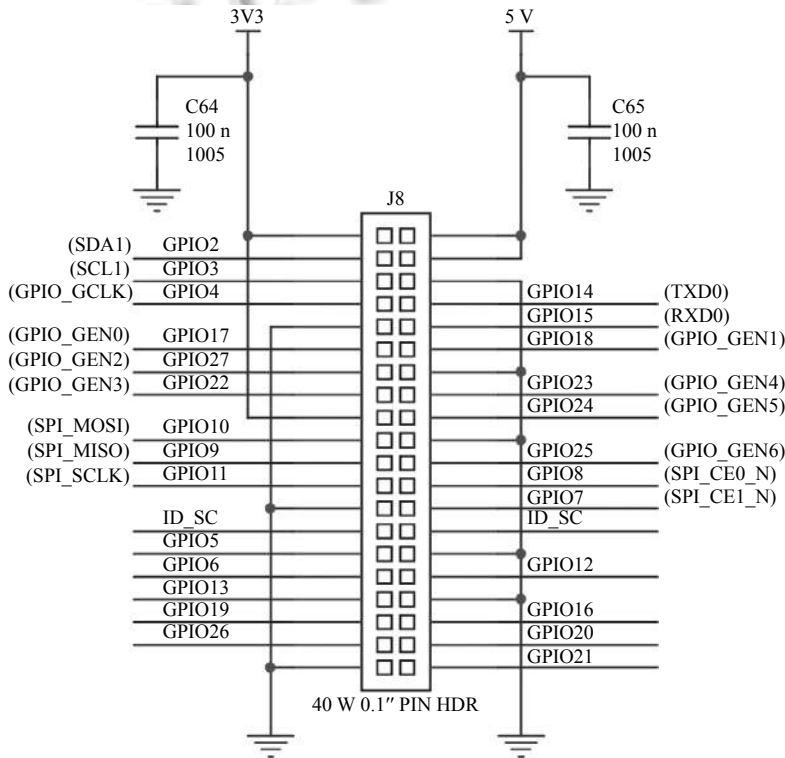 3V3 5 V
C64
100 n
1005
C65
100 n
1005
J8
(SDA1) GPIO2
(SCL1) GPIO3
(GPIO_GCLK) GPIO4
GPIO14 (TXD0)
GPIO15 (RXD0)
(GPIO_GEN0) GPIO17
GPIO18 (GPIO_GEN1)
(GPIO_GEN2) GPIO27
(GPIO_GEN3) GPIO22
GPIO23 (GPIO_GEN4)
GPIO24 (GPIO_GEN5)
(SPI_MOSI) GPIO10
(SPI_MISO) GPIO9
GPIO25 (GPIO_GEN6)
(SPI_SCLK) GPIO11
GPIO8 (SPI_CE0_N)
GPIO7 (SPI_CE1_N)
ID_SC ID_SC
GPIO5
GPIO6 GPIO12
GPIO13
GPIO19 GPIO16
GPIO26 GPIO20
GPIO21
40 W 0.1″ PIN HDR